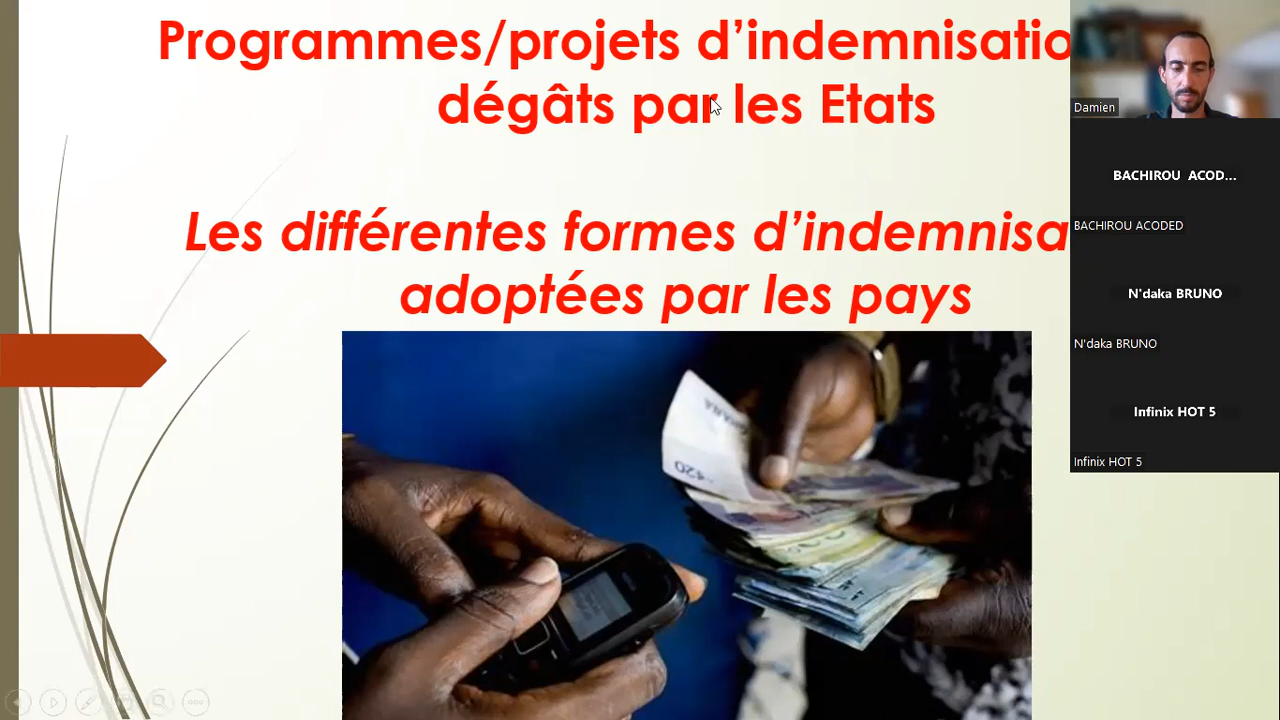 Programmes/projets d’indemnisatio
dégâts par les Etats
Les différentes formes d’indemnisa
adoptées par les pays
Damien
BACHIROU ACOD...
BACHIROU ACODED
N'daka BRUNO
N'daka BRUNO
Infinix HOT 5
Infinix HOT 5